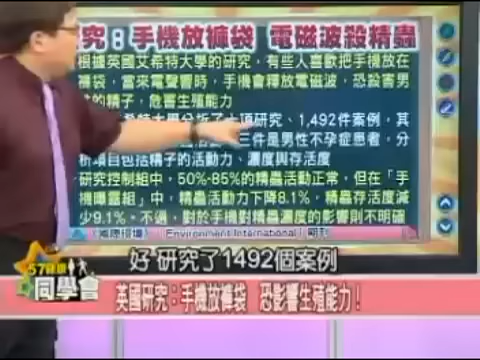 究：手機放褲袋 電磁波殺精蟲
根據英國艾希特大學的研究，有些人喜歡把手機放在
褲袋，當來電聲響時，手機會釋放電磁波，恐殺害男
的精子，危害生殖能力
項研究、1,492件案例，其
三件是男性不孕症患者，分
析項目包括精子的活動力、濃度與存活度
研究控制組中，50%-85%的精蟲活動正常，但在「手
機曝露組」中，精蟲活動力下降8.1%，精蟲存活度減
少9.1%。不過，對於手機對精蟲濃度的影響則不明確
《國際環境》（Environment International）期刊
好 研究了1492個案例
57健康
同學會
英國研究：手機放褲袋 恐影響生殖能力！